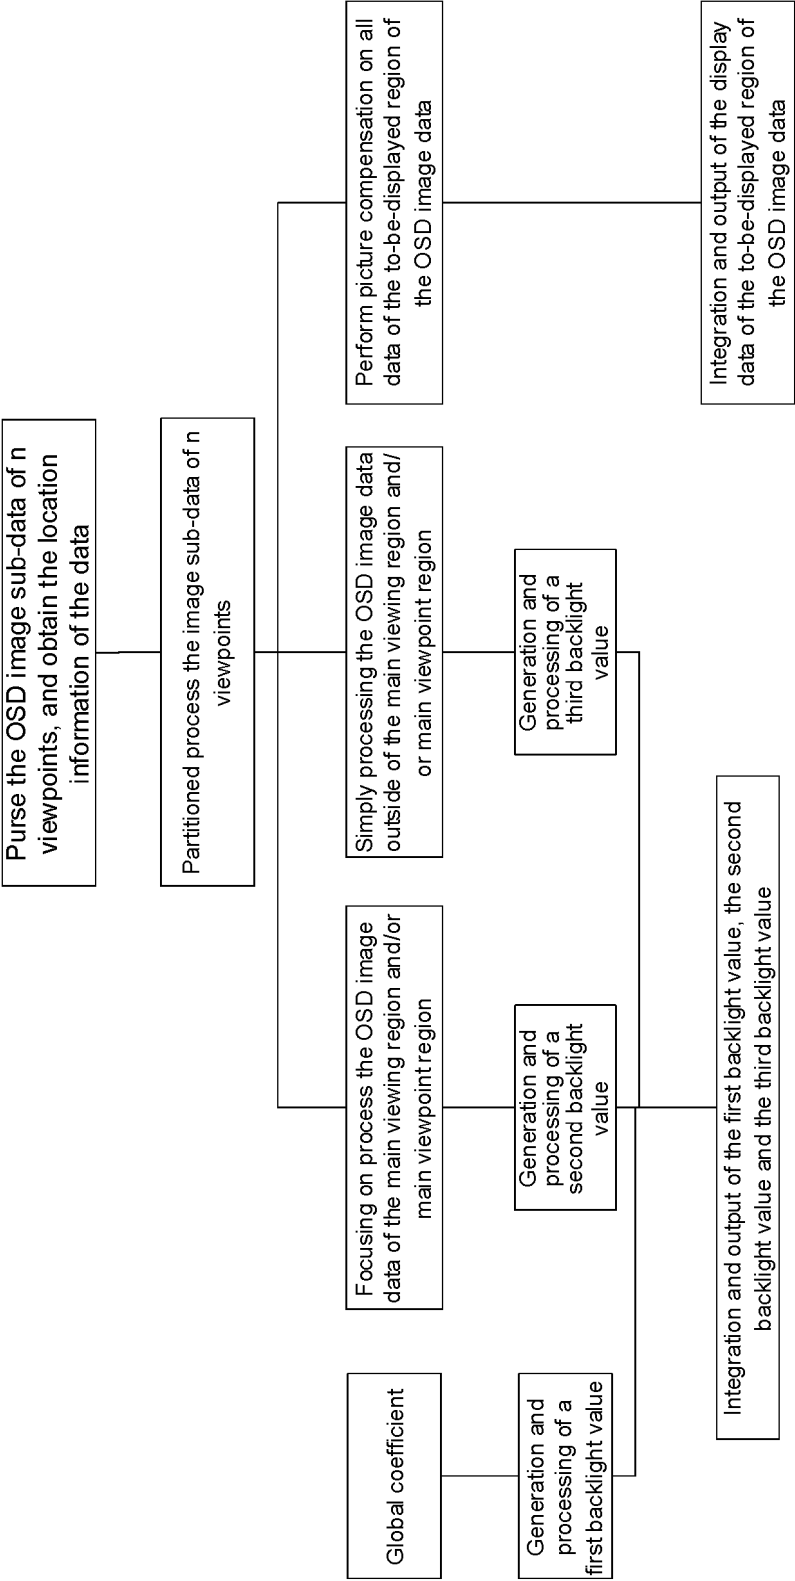 Purse the OSD image sub-data of n
viewpoints, and obtain the location
information of the data
Partitioned process the image sub-data of n
viewpoints
Global coefficient
Focusing on process the OSD image
data of the main viewing region and/or
main viewpoint region
Simply processing the OSD image data
outside of the main viewing region and/
or main viewpoint region
Perform picture compensation on all
data of the to-be-displayed region of
the OSD image data
Generation and
processing of a
first backlight value
Generation and
processing of a
second backlight
value
Generation and
processing of a
third backlight
value
Integration and output of the first backlight value, the second
backlight value and the third backlight value
Integration and output of the display
data of the to-be-displayed region of
the OSD image data